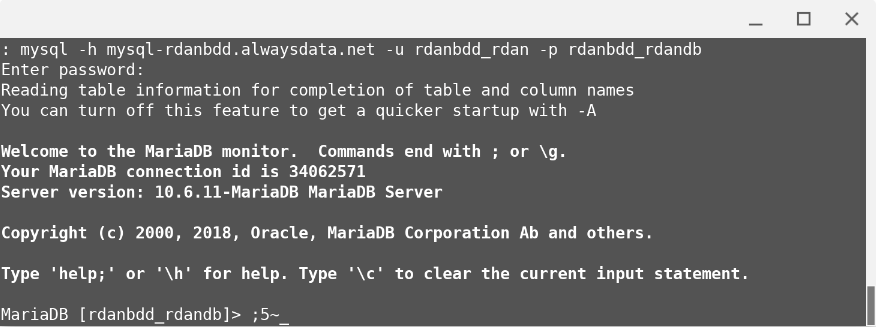 : mysql -h mysql-rdanbdd.alwaysdata.net -u rdanbdd_rdan -p rdanbdd_rdandb
Enter password:
Reading table information for completion of table and column names
You can turn off this feature to get a quicker startup with -A
Welcome to the MariaDB monitor.  Commands end with ; or \g.
Your MariaDB connection id is 34062571
Server version: 10.6.11-MariaDB MariaDB Server
Copyright (c) 2000, 2018, Oracle, MariaDB Corporation Ab and others.
Type 'help;' or '\h' for help. Type '\c' to clear the current input statement.
MariaDB [rdanbdd_rdandb]> ;5~_